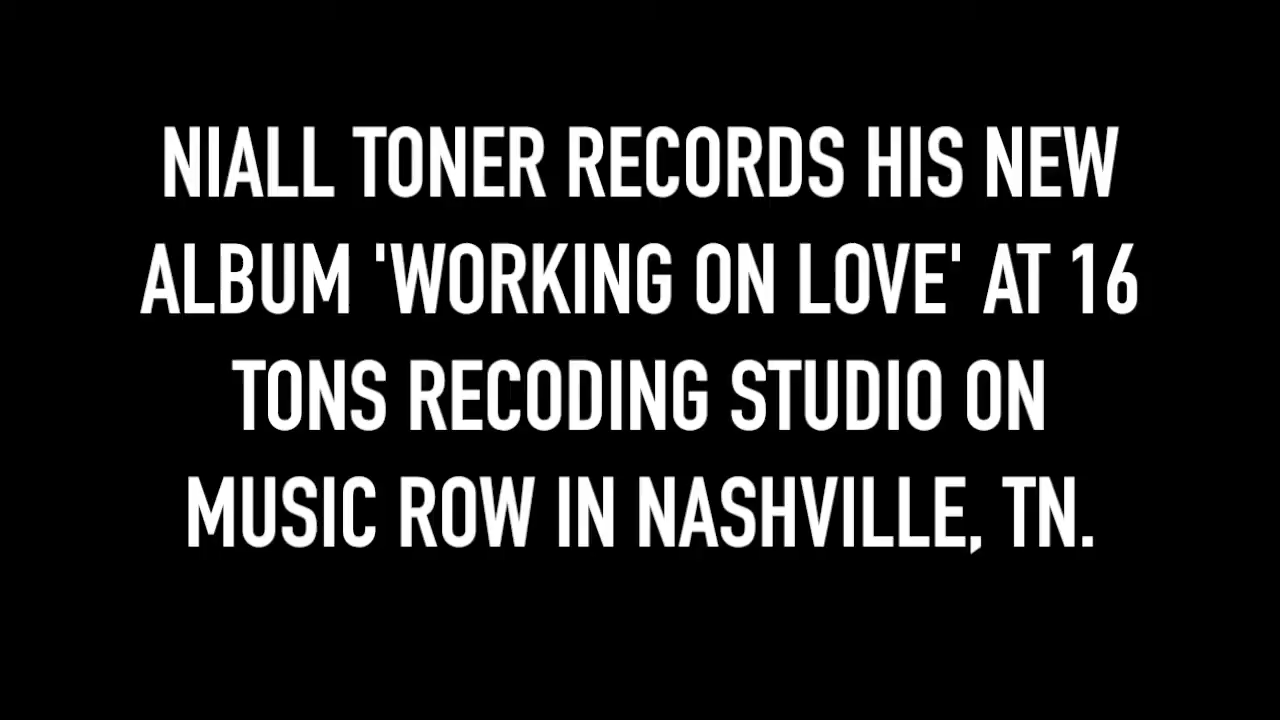 NIALL TONER RECORDS HIS NEW
ALBUM 'WORKING ON LOVE' AT 16
TONS RECODING STUDIO ON
MUSIC ROW IN NASHVILLE, TN.